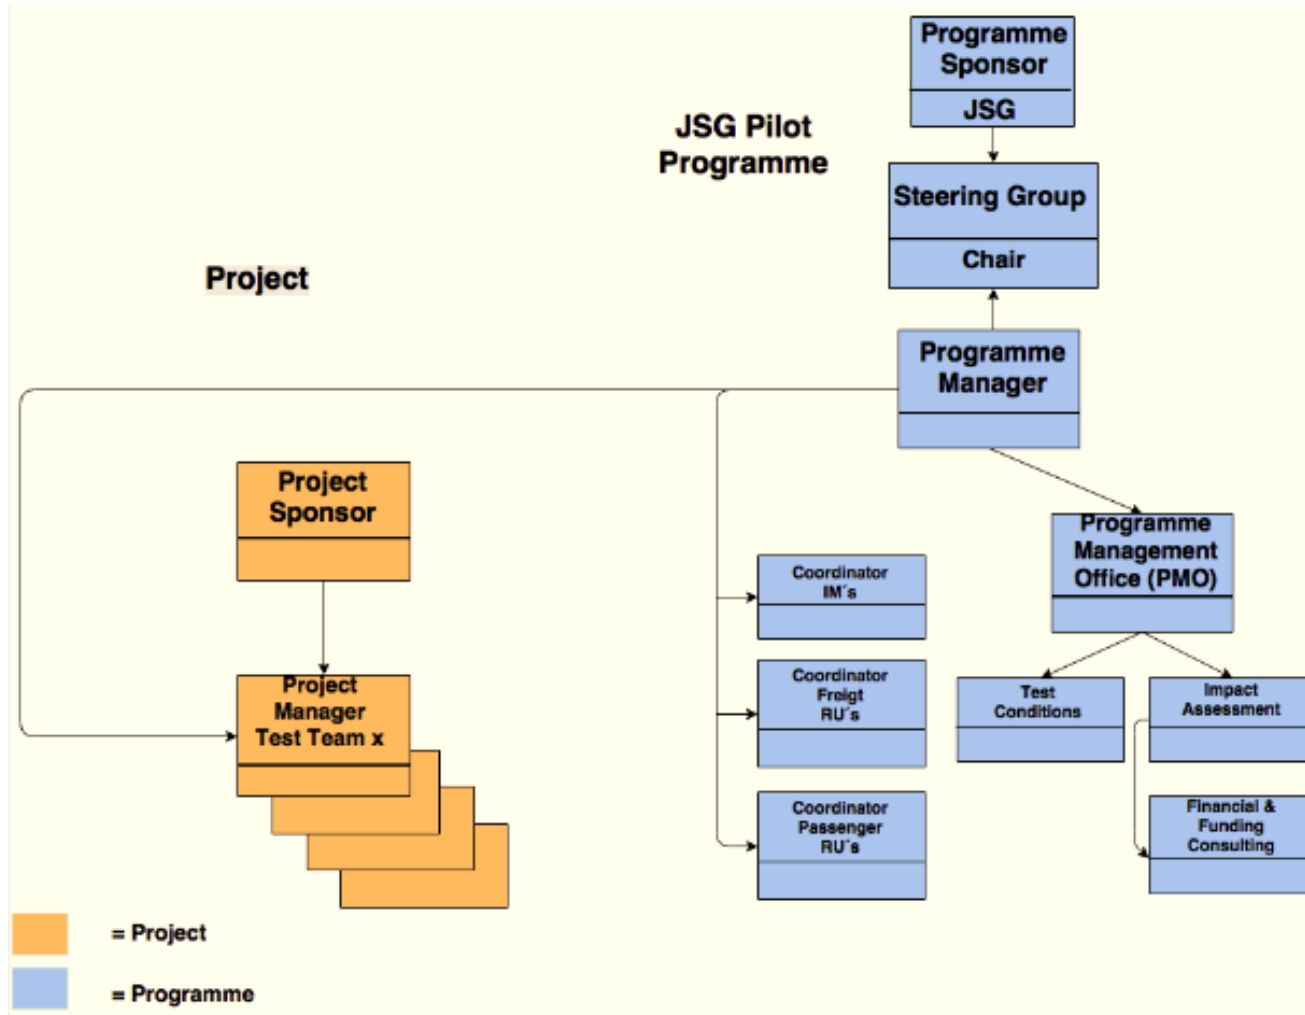 Programme
Sponsor
JSG
JSG Pilot
Programme
Steering Group
Chair
Project
Programme
Manager
Project
Sponsor
Programme
Management
Office (PMO)
Coordinator
IM´s
Coordinator
Freigt
RU´s
Test
Conditions
Impact
Assessment
Project
Manager
Test Team x
Coordinator
Passenger
RU´s
Financial &
Funding
Consulting
= Project
= Programme